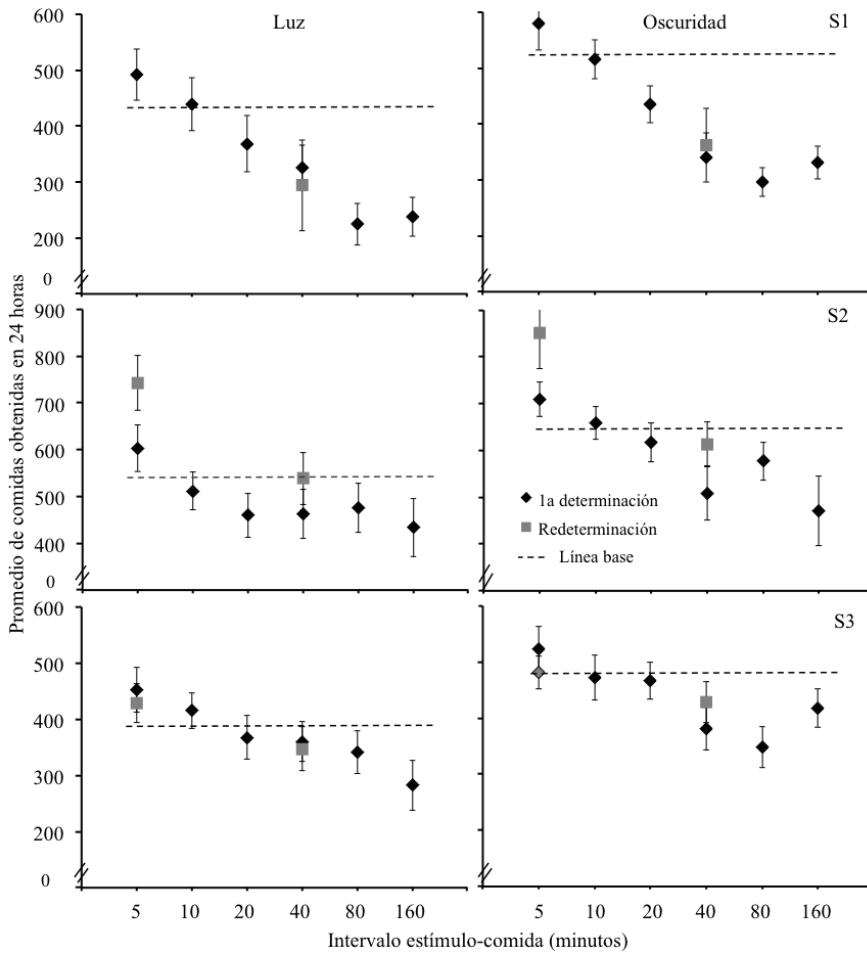 Luz
Oscuridad
S1
600
500
400
300
200
0
S2
900
800
700
600
500
400
0
1a determinación
Redeterminación
Línea base
S3
600
500
400
300
200
0
Promedio de comidas obtenidas en 24 horas
5 10 20 40 80 160
5 10 20 40 80 160
Intervalo estímulo-comida (minutos)